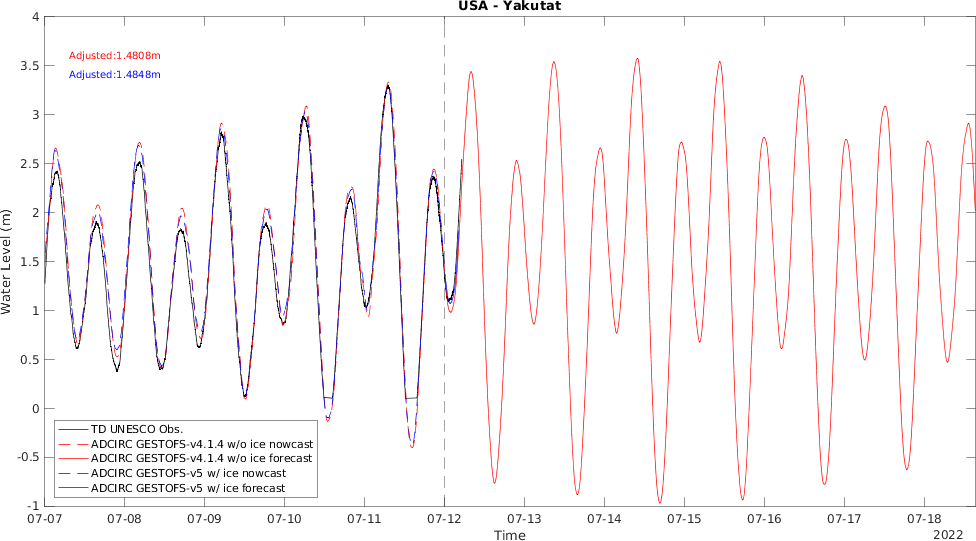 USA - Yakutat
Adjusted:1.4808m
Adjusted:1.4848m
Water Level (m)
4
3.5
3
2.5
2
1.5
1
0.5
0
-0.5
-1
TD UNESCO Obs.
ADCIRC GESTOFS-v4.1.4 w/o ice nowcast
ADCIRC GESTOFS-v4.1.4 w/o ice forecast
ADCIRC GESTOFS-v5 w/ ice nowcast
ADCIRC GESTOFS-v5 w/ ice forecast
07-07 07-08 07-09 07-10 07-11 07-12 07-13 07-14 07-15 07-16 07-17 07-18
Time
2022